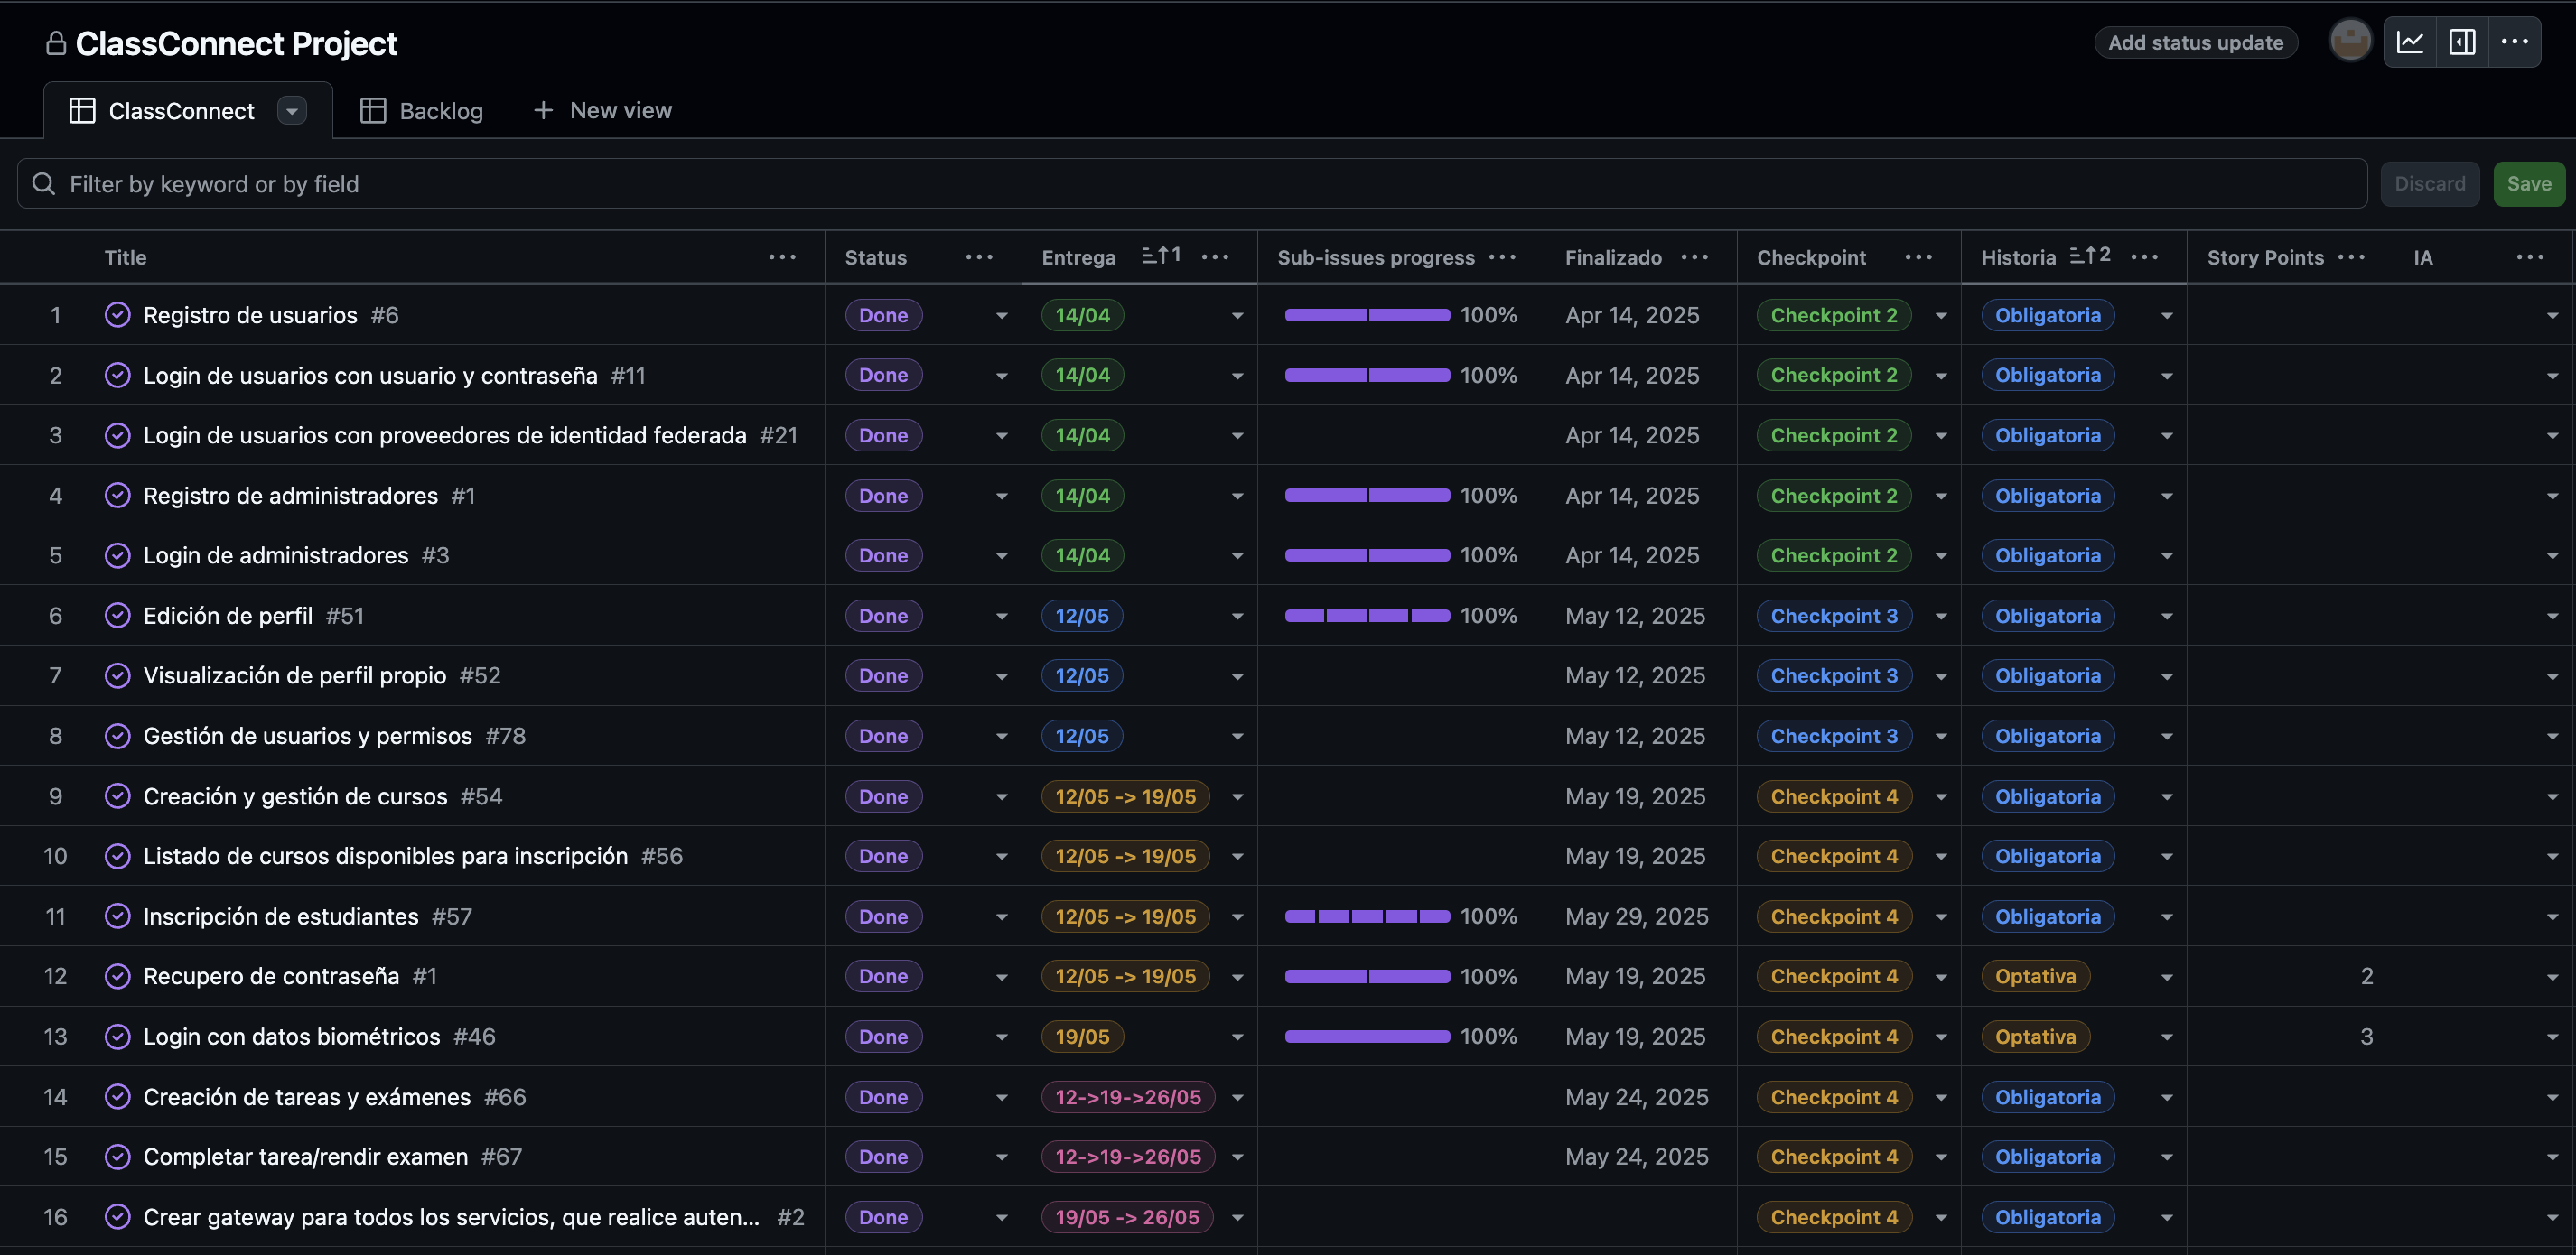 ClassConnect Project
Add status update
ClassConnect
Backlog
New view
Filter by keyword or by field
Discard
Save
Title Status Entrega 1 Sub-issues progress Finalizado Checkpoint Historia 2 Story Points IA
1 Registro de usuarios #6 Done 14/04 100% Apr 14, 2025 Checkpoint 2 Obligatoria
2 Login de usuarios con usuario y contraseña #11 Done 14/04 100% Apr 14, 2025 Checkpoint 2 Obligatoria
3 Login de usuarios con proveedores de identidad federada #21 Done 14/04 Apr 14, 2025 Checkpoint 2 Obligatoria
4 Registro de administradores #1 Done 14/04 100% Apr 14, 2025 Checkpoint 2 Obligatoria
5 Login de administradores #3 Done 14/04 100% Apr 14, 2025 Checkpoint 2 Obligatoria
6 Edición de perfil #51 Done 12/05 100% May 12, 2025 Checkpoint 3 Obligatoria
7 Visualización de perfil propio #52 Done 12/05 May 12, 2025 Checkpoint 3 Obligatoria
8 Gestión de usuarios y permisos #78 Done 12/05 May 12, 2025 Checkpoint 3 Obligatoria
9 Creación y gestión de cursos #54 Done 12/05 -> 19/05 May 19, 2025 Checkpoint 4 Obligatoria
10 Listado de cursos disponibles para inscripción #56 Done 12/05 -> 19/05 May 19, 2025 Checkpoint 4 Obligatoria
11 Inscripción de estudiantes #57 Done 12/05 -> 19/05 100% May 29, 2025 Checkpoint 4 Obligatoria
12 Recupero de contraseña #1 Done 12/05 -> 19/05 100% May 19, 2025 Checkpoint 4 Optativa 2
13 Login con datos biométricos #46 Done 19/05 100% May 19, 2025 Checkpoint 4 Optativa 3
14 Creación de tareas y exámenes #66 Done 12->19->26/05 May 24, 2025 Checkpoint 4 Obligatoria
15 Completar tarea/rendir examen #67 Done 12->19->26/05 May 24, 2025 Checkpoint 4 Obligatoria
16 Crear gateway para todos los servicios, que realice auten... #2 Done 19/05 -> 26/05 Checkpoint 4 Obligatoria